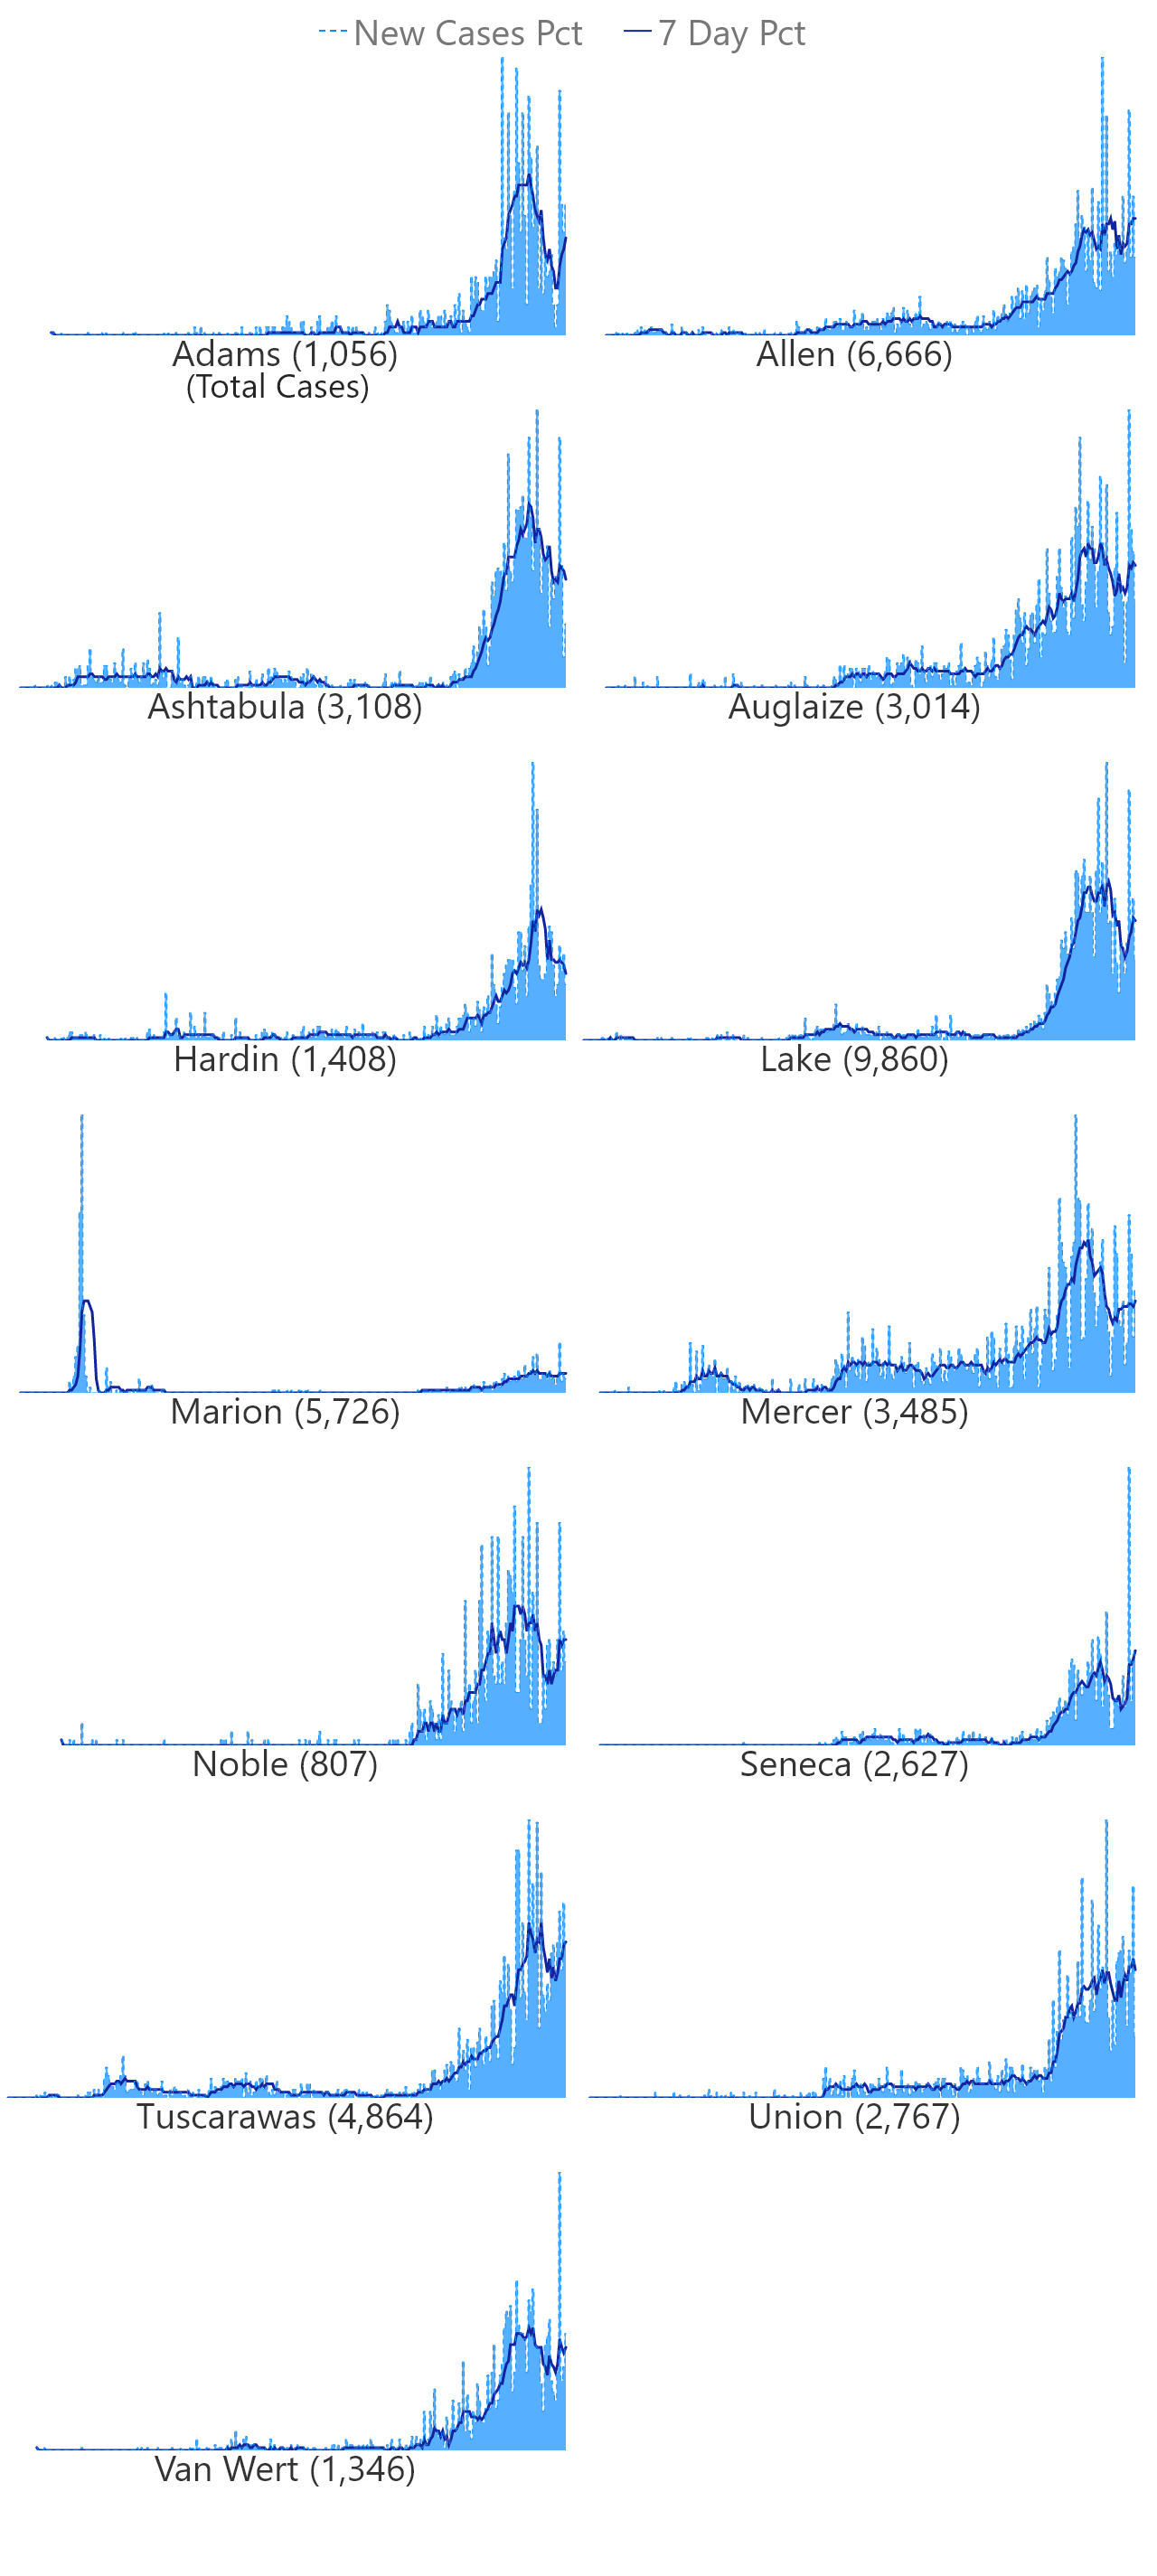 New Cases Pct 7 Day Pct
Adams (1,056)
(Total Cases)
Allen (6,666)
Ashtabula (3,108)
Auglaize (3,014)
Hardin (1,408)
Lake (9,860)
Marion (5,726)
Mercer (3,485)
Noble (807)
Seneca (2,627)
Tuscarawas (4,864)
Union (2,767)
Van Wert (1,346)